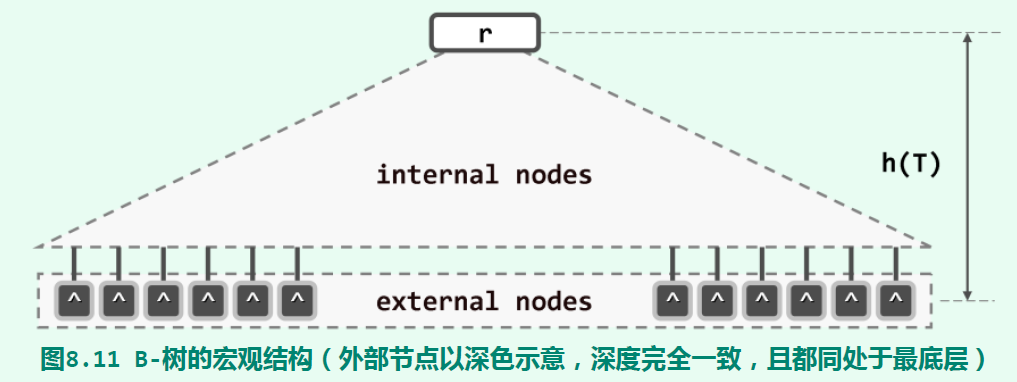 r
internal nodes
h(T)
^ ^ ^ ^ ^ ^ external nodes ^ ^ ^ ^ ^ ^
图8.11 B-树的宏观结构（外部节点以深色示意，深度完全一致，且都同处于最底层）